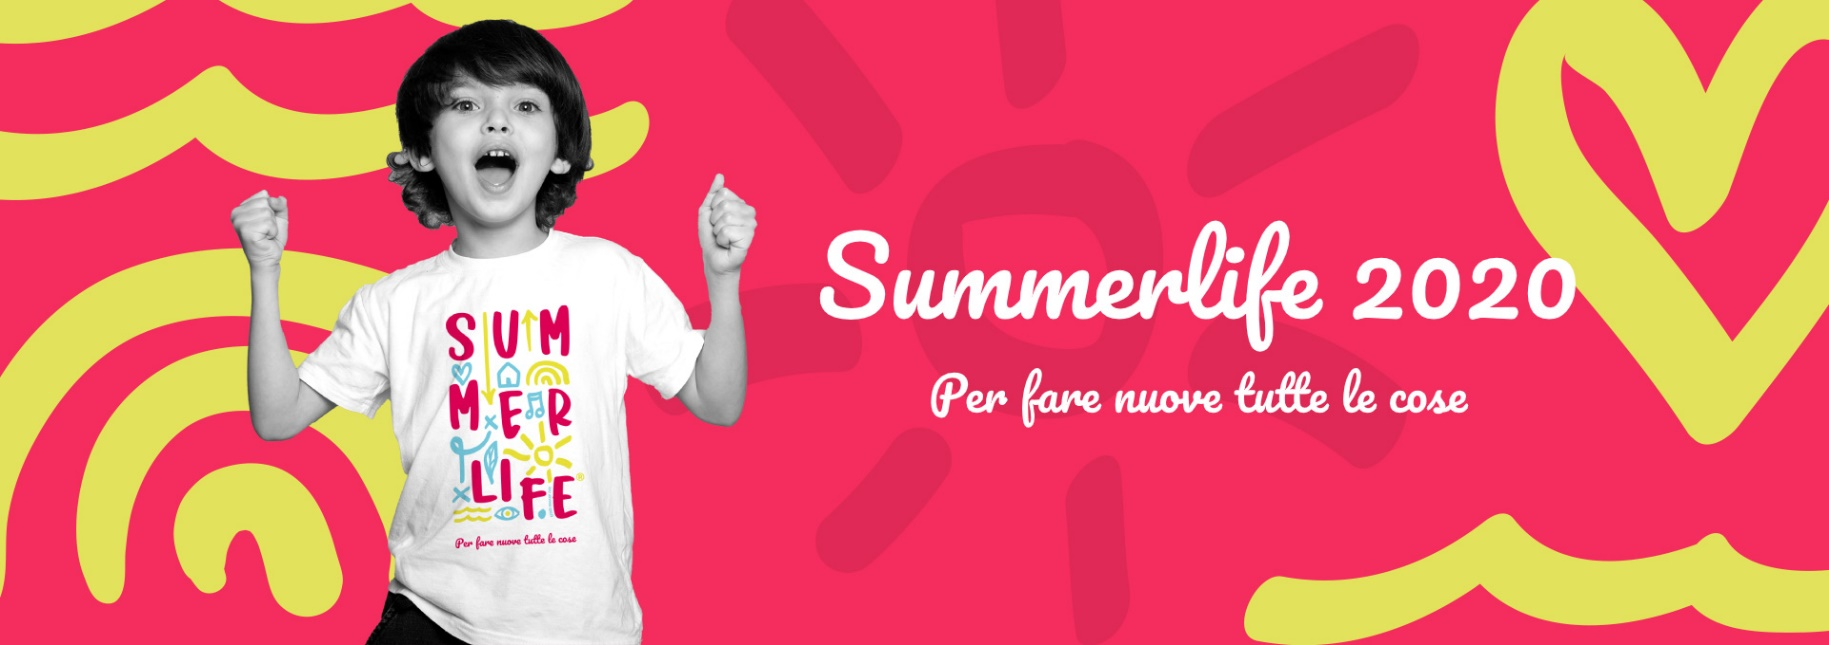 SUM
MER
LIFE®
Per fare nuove tutte le cose
Summerlife 2020
Per fare nuove tutte le cose